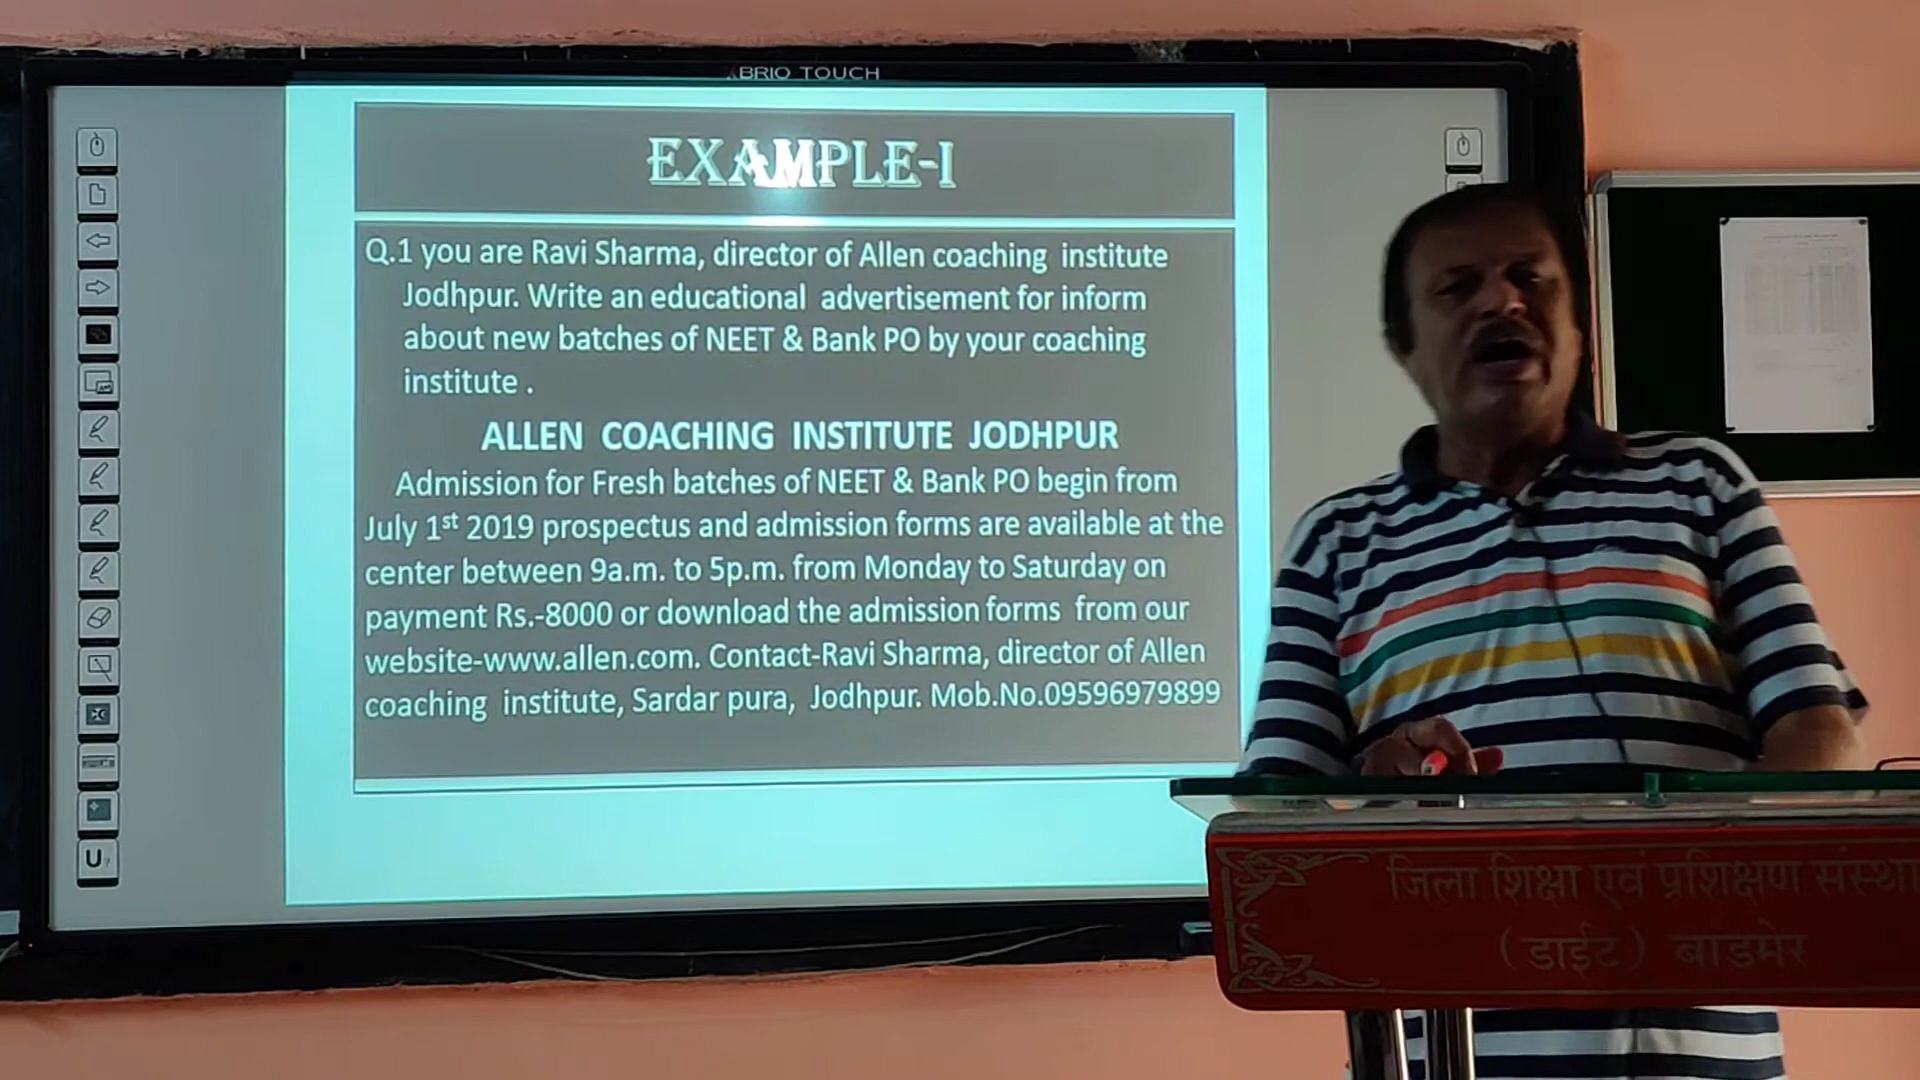 XBRIO TOUCH
EXAMPLE-I
Q.1 you are Ravi Sharma, director of Allen coaching institute
Jodhpur. Write an educational advertisement for inform
about new batches of NEET & Bank PO by your coaching
institute .
ALLEN COACHING INSTITUTE JODHPUR
Admission for Fresh batches of NEET & Bank PO begin from
July 1st 2019 prospectus and admission forms are available at the
center between 9a.m. to 5p.m. from Monday to Saturday on
payment Rs.-8000 or download the admission forms from our
website-www.allen.com. Contact-Ravi Sharma, director of Allen
coaching institute, Sardar pura, Jodhpur. Mob.No.09596979899
U
जिला शिक्षा एवं प्रशिक्षण संस्था
(डाईट) बाडमेर